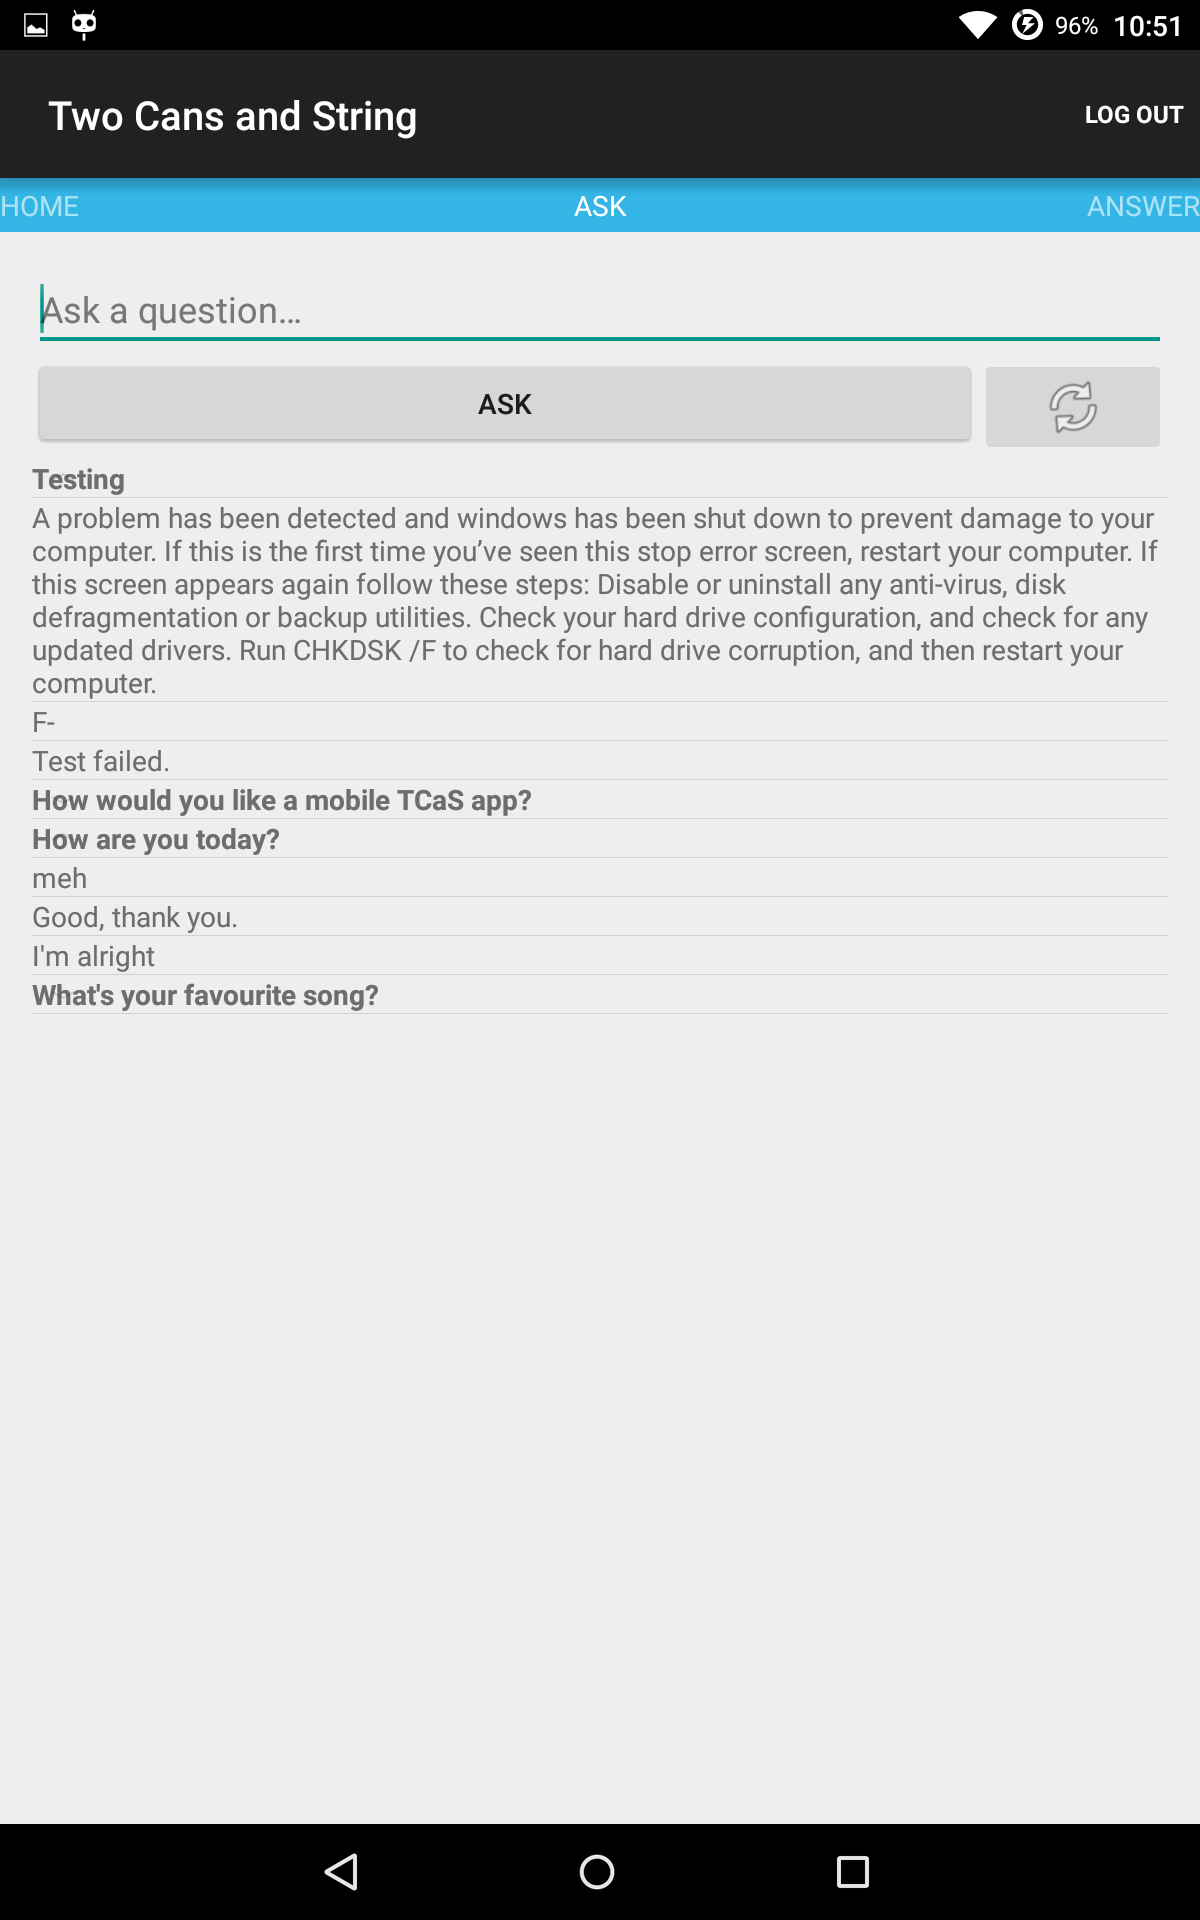 96% 10:51
Two Cans and String
LOG OUT
HOME
ASK
ANSWER
Ask a question...
ASK
Testing
A problem has been detected and windows has been shut down to prevent damage to your
computer. If this is the first time you’ve seen this stop error screen, restart your computer. If
this screen appears again follow these steps: Disable or uninstall any anti-virus, disk
defragmentation or backup utilities. Check your hard drive configuration, and check for any
updated drivers. Run CHKDSK /F to check for hard drive corruption, and then restart your
computer.
F-
Test failed.
How would you like a mobile TCaS app?
How are you today?
meh
Good, thank you.
I'm alright
What's your favourite song?